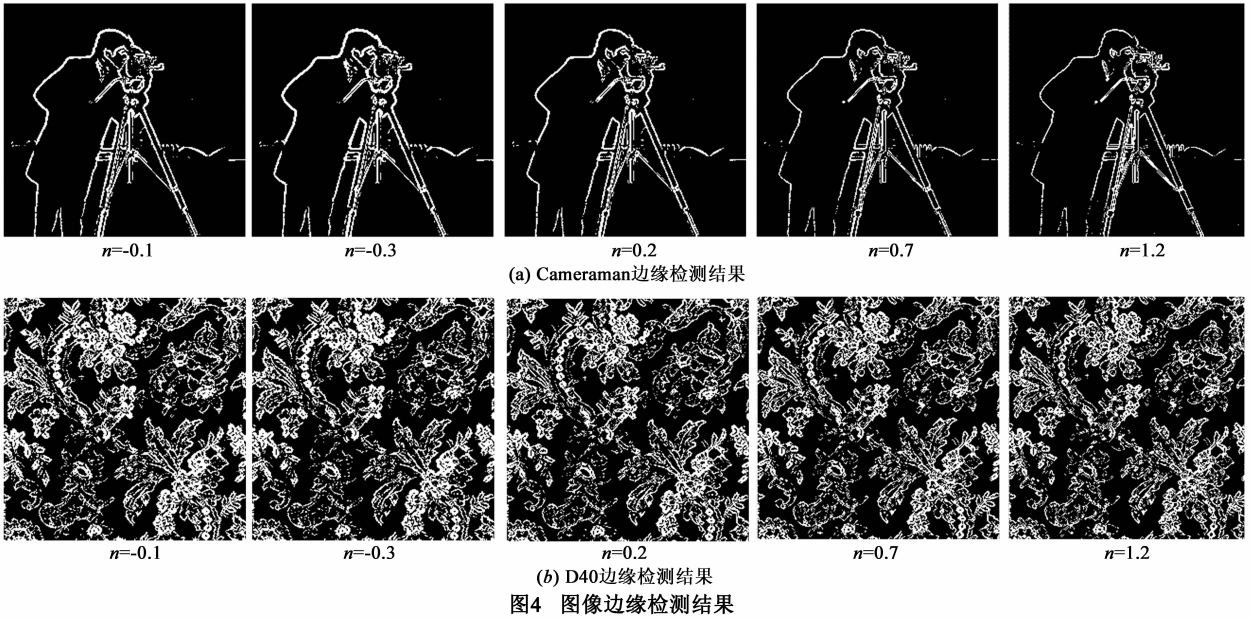 n=-0.1 n=-0.3 n=0.2 n=0.7 n=1.2
(a) Cameraman边缘检测结果
n=-0.1 n=-0.3 n=0.2 n=0.7 n=1.2
(b) D40边缘检测结果
图4 图像边缘检测结果